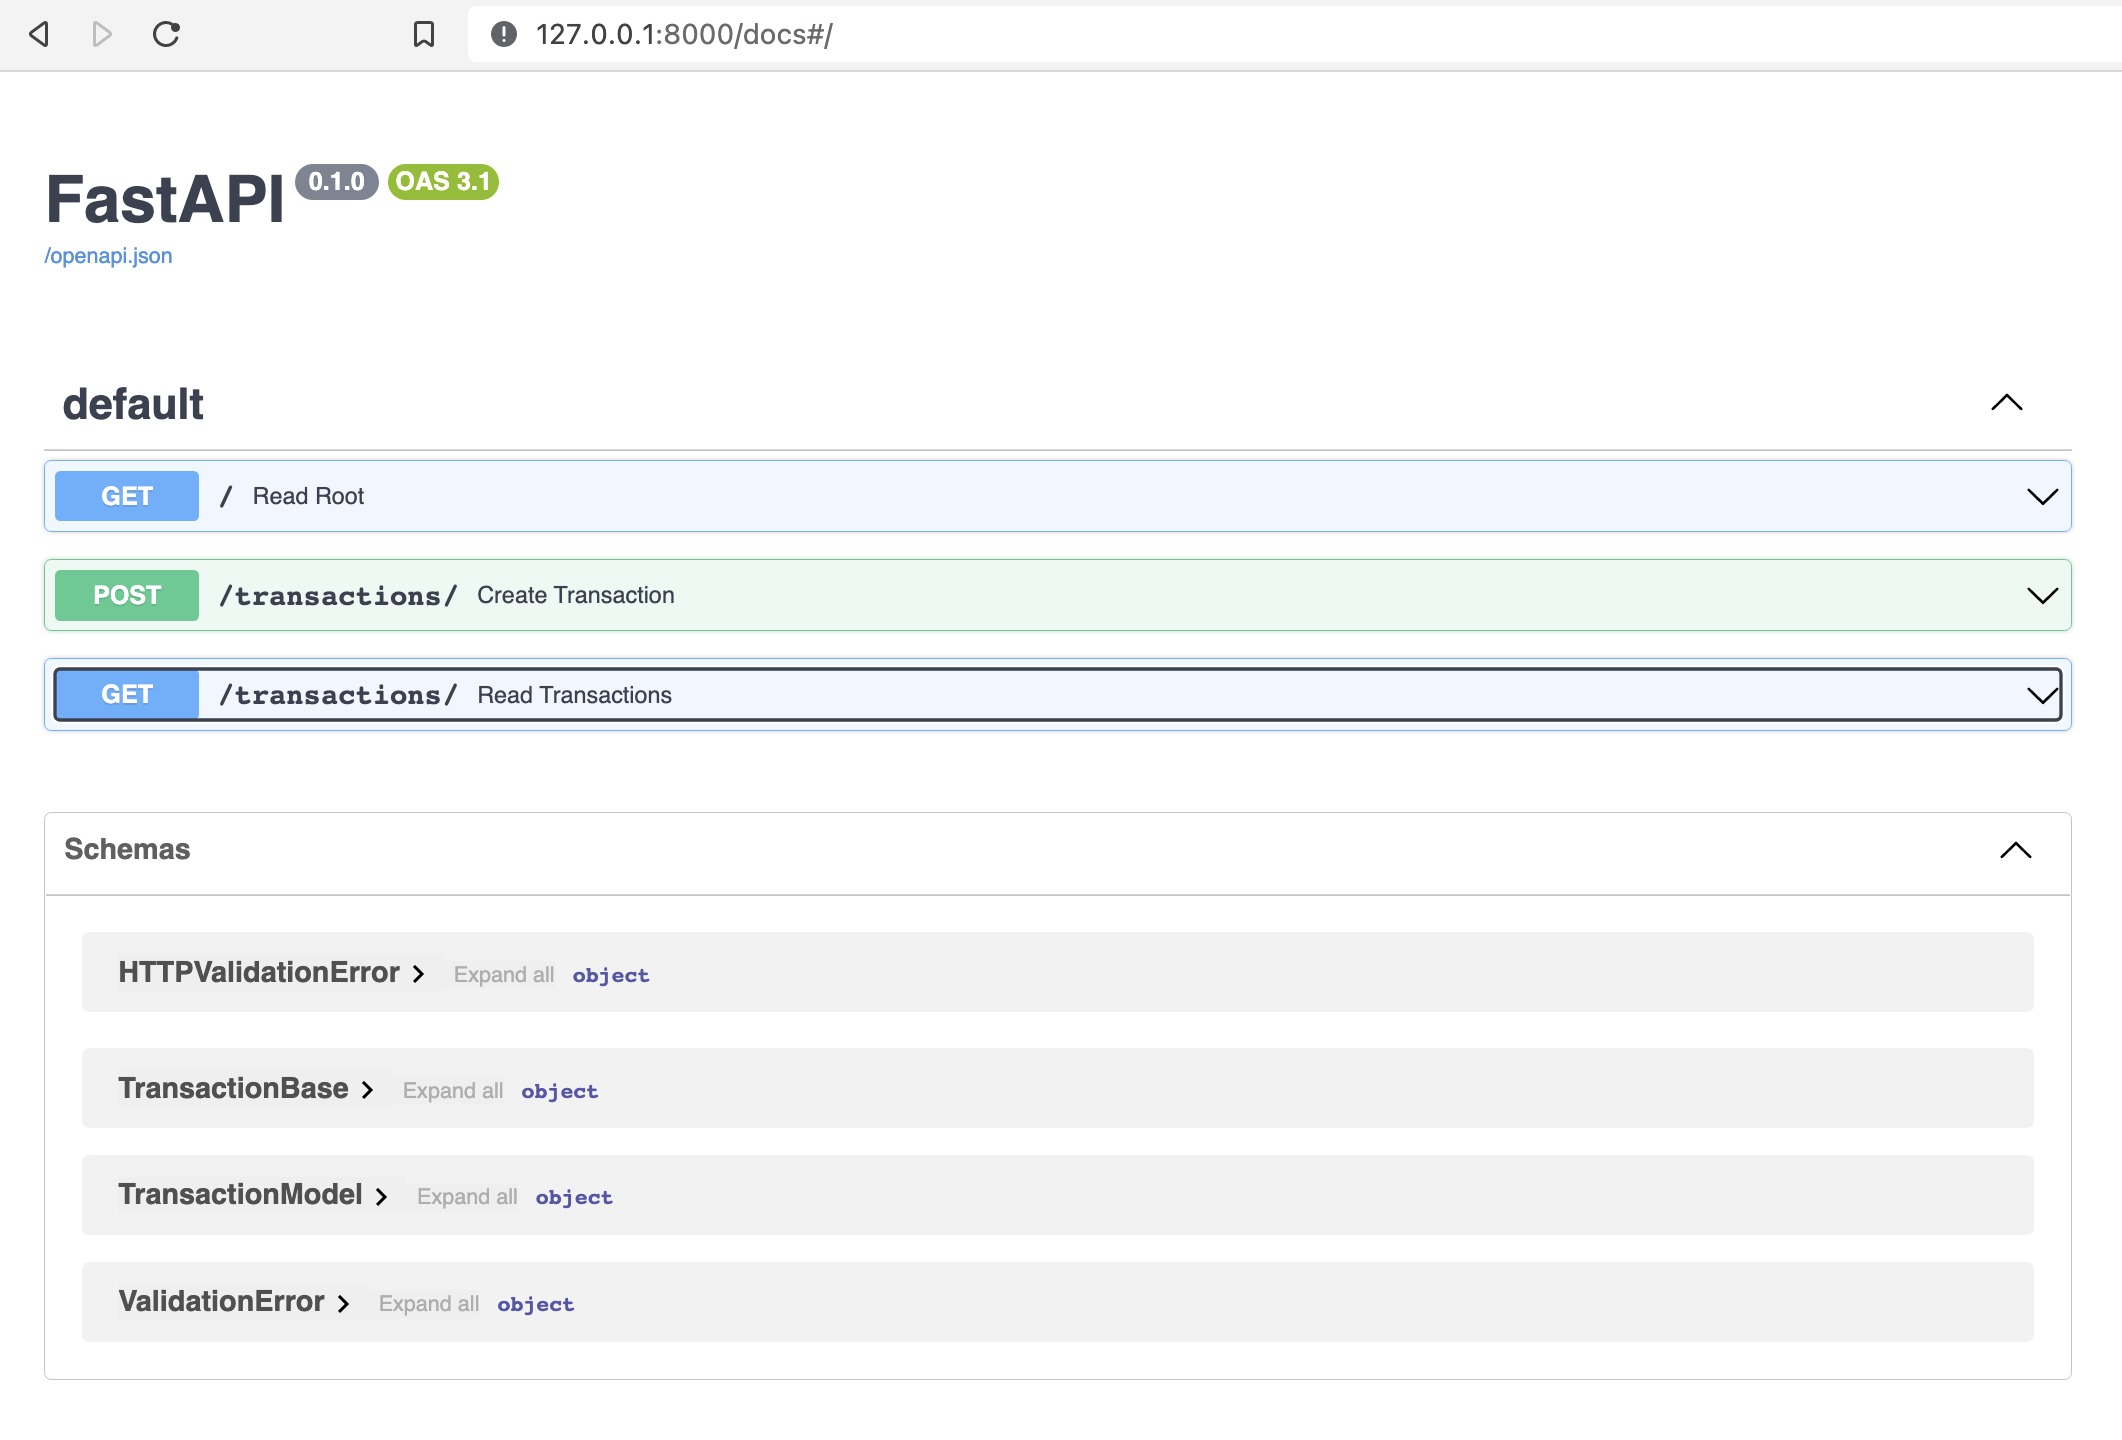 127.0.0.1:8000/docs#/
FastAPI 0.1.0 OAS 3.1
/openapi.json
default
GET / Read Root
POST /transactions/ Create Transaction
GET /transactions/ Read Transactions
Schemas
HTTPValidationError Expand all object
TransactionBase Expand all object
TransactionModel Expand all object
ValidationError Expand all object